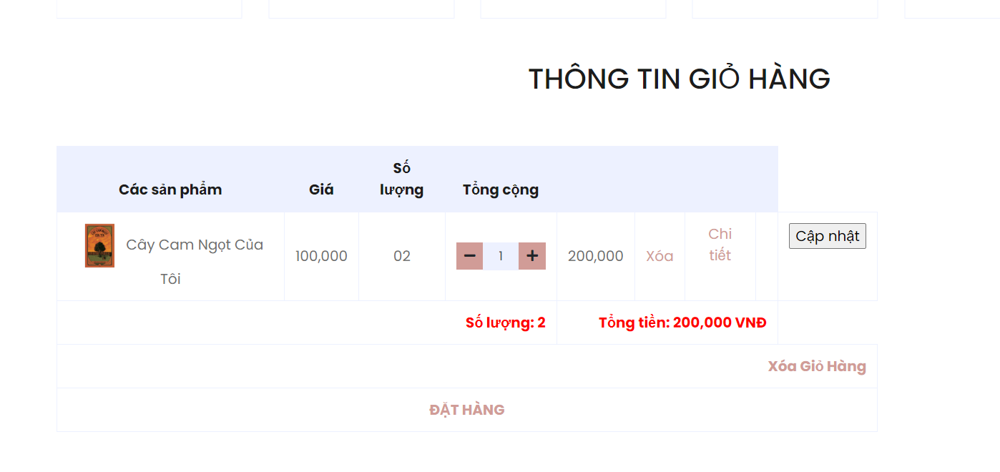 THÔNG TIN GIỎ HÀNG
Các sản phẩm
Giá
Số
lượng
Tổng cộng
Cây Cam Ngọt Của
Tôi
100,000
02
1
200,000
Xóa
Chi
tiết
Cập nhật
Số lượng: 2
Tổng tiền: 200,000 VNĐ
Xóa Giỏ Hàng
ĐẶT HÀNG